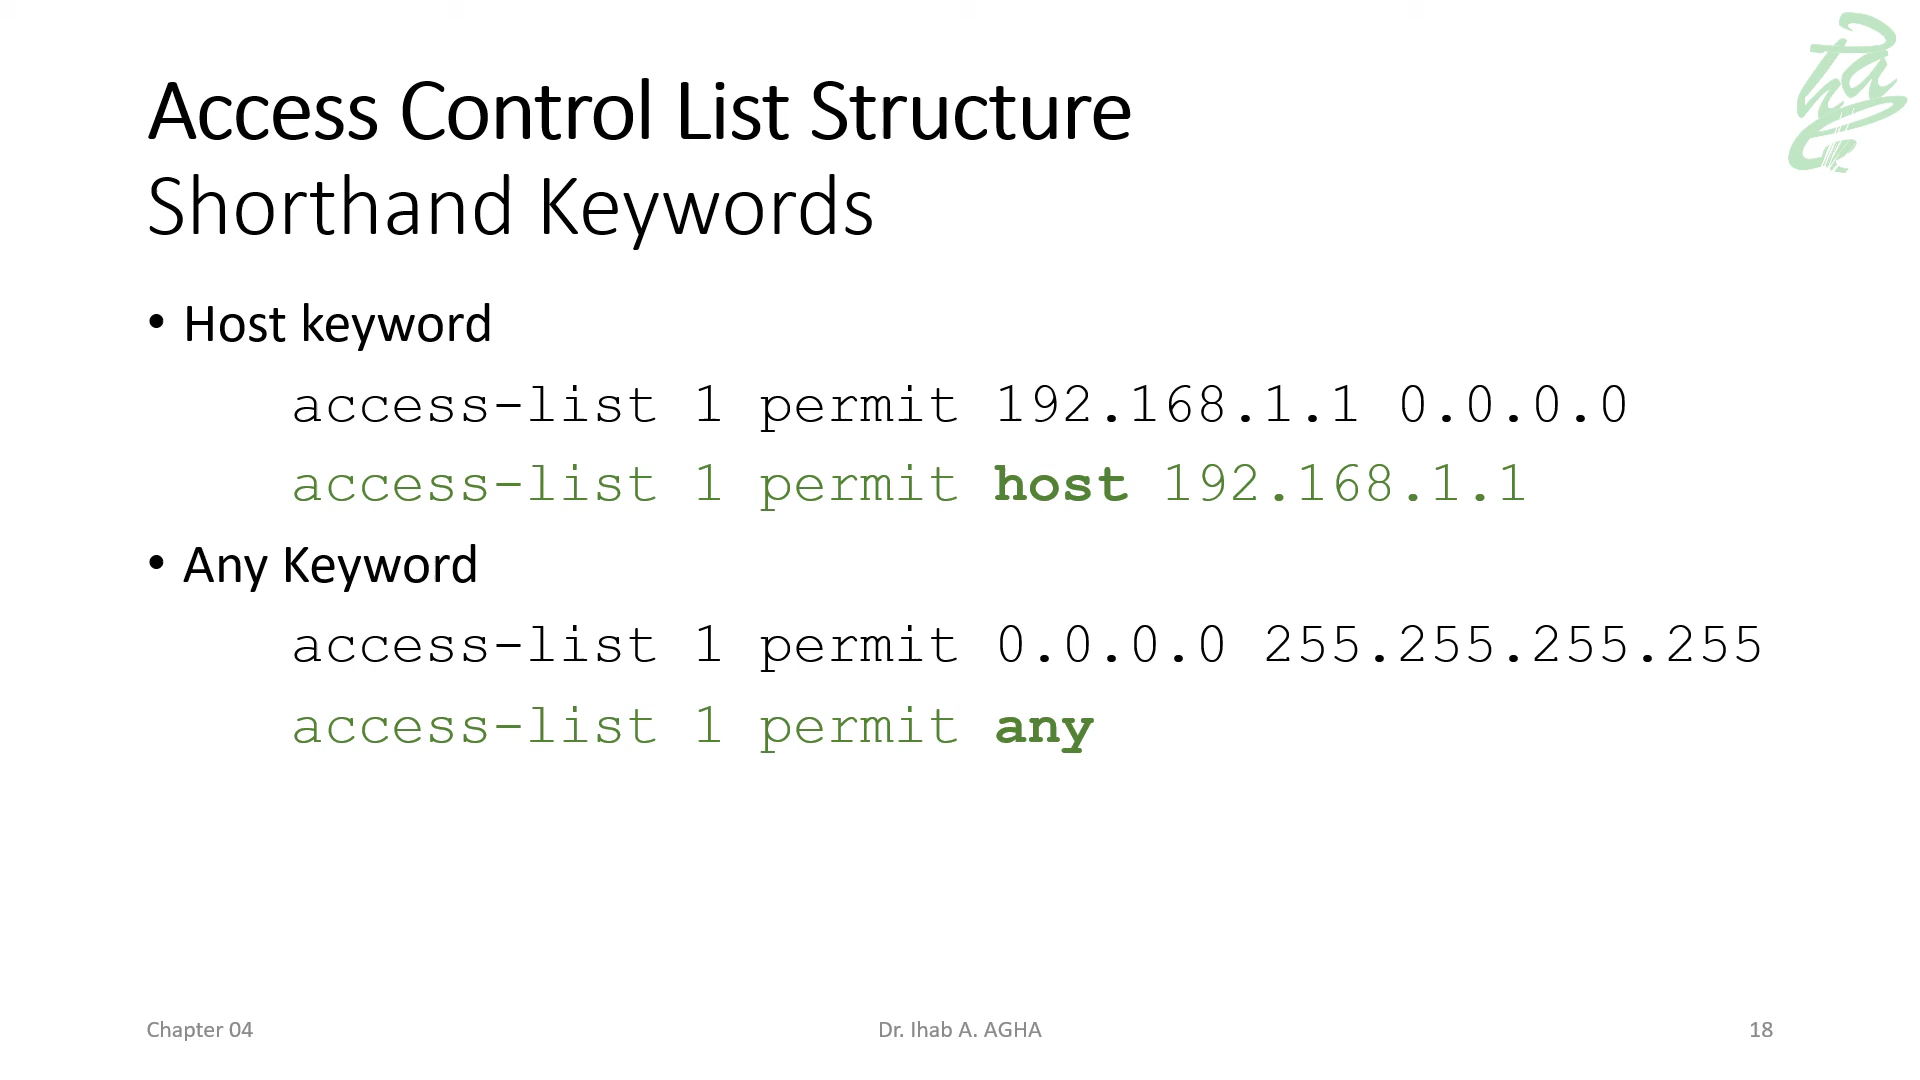 Access Control List Structure
Shorthand Keywords
• Host keyword
access-list 1 permit 192.168.1.1 0.0.0.0
access-list 1 permit host 192.168.1.1
• Any Keyword
access-list 1 permit 0.0.0.0 255.255.255.255
access-list 1 permit any
Chapter 04
Dr. Ihab A. AGHA
18